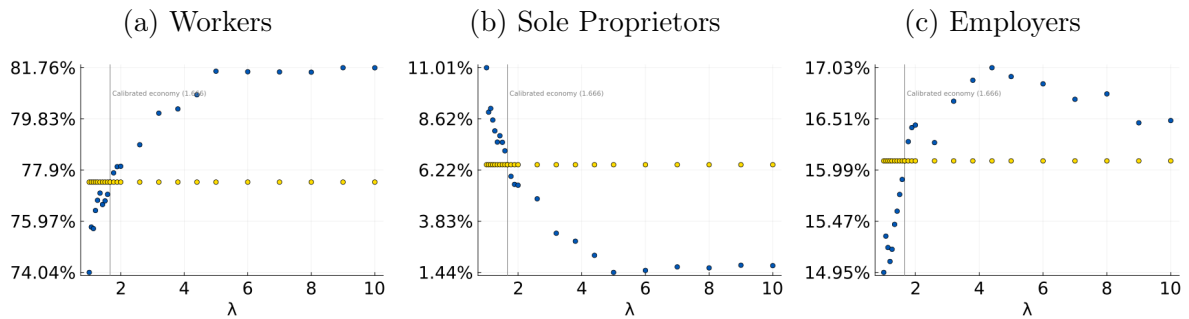 (a) Workers
81.76%
79.83%
77.9%
75.97%
74.04%
Calibrated economy (1.666)
2 4 6 8 10
λ
(b) Sole Proprietors
11.01%
8.62%
6.22%
3.83%
1.44%
Calibrated economy (1.666)
2 4 6 8 10
λ
(c) Employers
17.03%
16.51%
15.99%
15.47%
14.95%
Calibrated economy (1.666)
2 4 6 8 10
λ